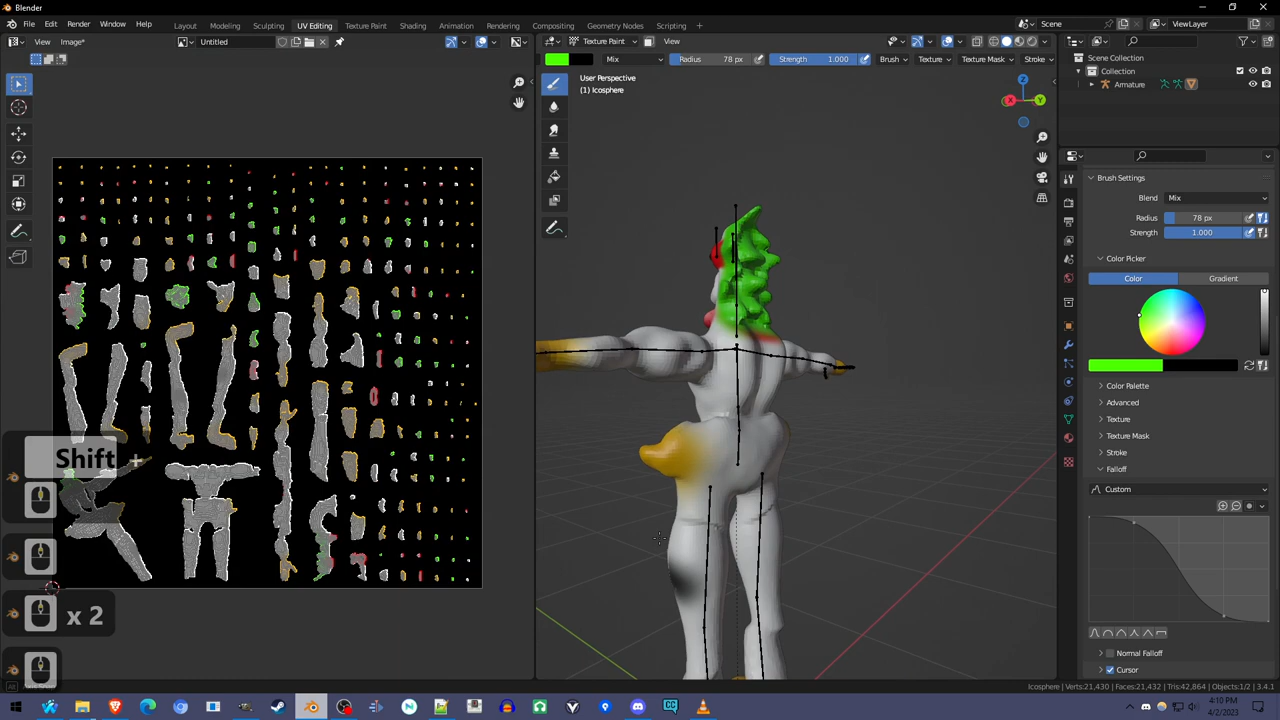 Blender
File Edit Render Window Help Layout Modeling Sculpting UV Editing Texture Paint Shading Animation Rendering Compositing Geometry Nodes Scripting + Scene ViewLayer
View Image* Untitled Texture Paint View
Mix Radius 78 px Strength 1.000 Brush Texture Texture Mask Stroke
Scene Collection
Collection
Armature
User Perspective
(1) Icosphere
Z
X
Y
Brush Settings
Blend Mix
Radius 78 px
Strength 1.000
Color Picker
Color Gradient
Color Palette
Advanced
Texture
Texture Mask
Stroke
Falloff
Custom
Normal Falloff
Cursor
Shift +
x 2
Icosphere | Verts:21,430 | Faces:21,432 | Tris:42,864 | Objects:1/2 | 3.4.1
4:10 PM
4/2/2023